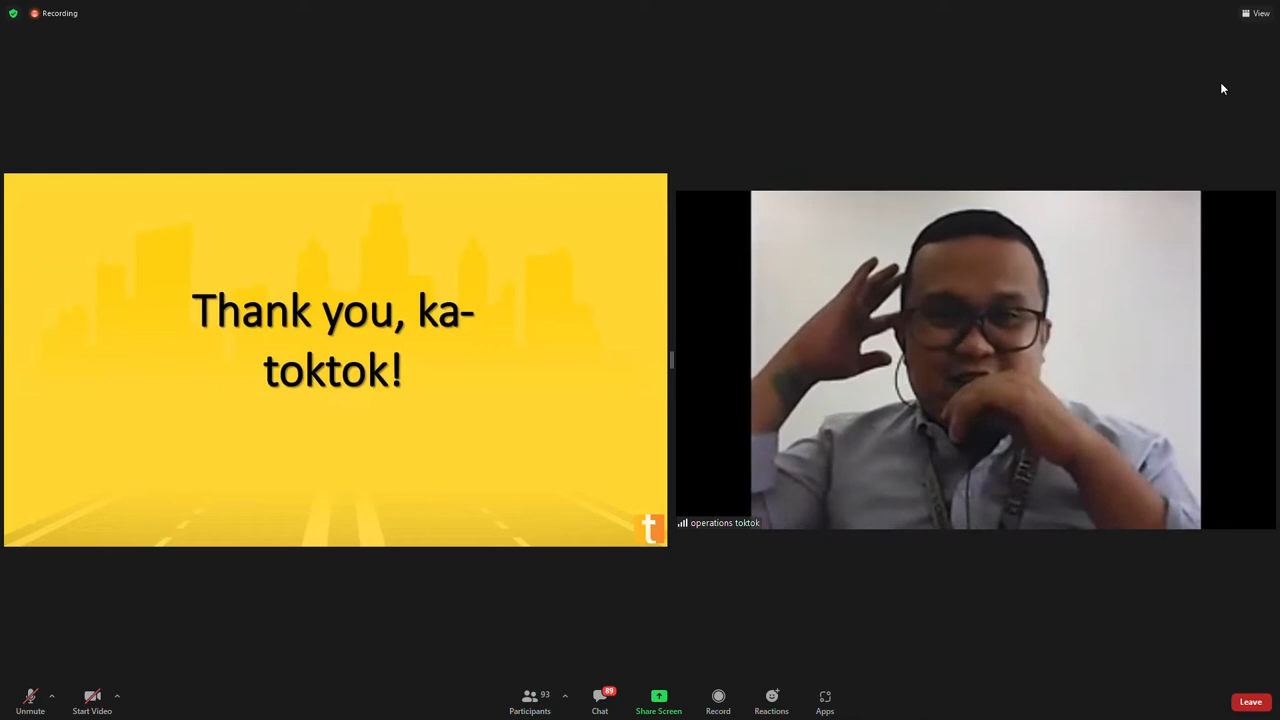 Recording
View
Thank you, ka-
toktok!
t
operations toktok
Unmute
Start Video
93
Participants
89
Chat
Share Screen
Record
Reactions
Apps
Leave